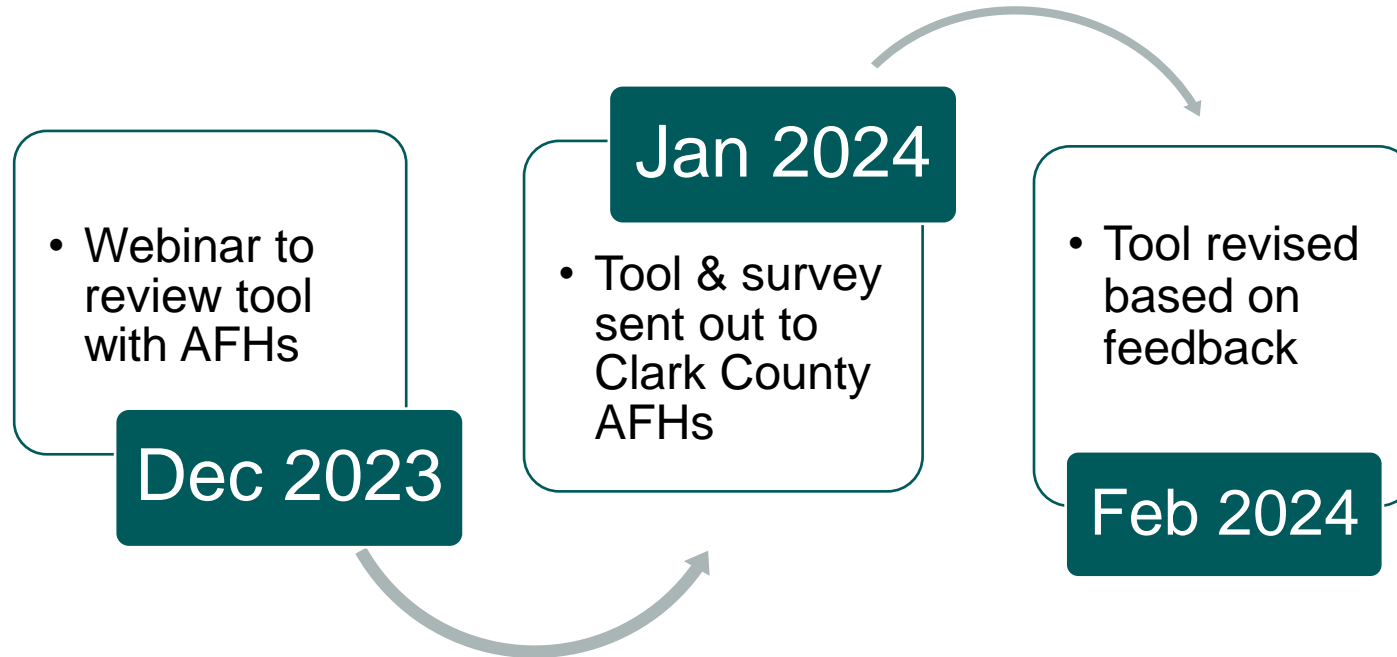 • Webinar to
review tool
with AFHs
Dec 2023
Jan 2024
• Tool & survey
sent out to
Clark County
AFHs
• Tool revised
based on
feedback
Feb 2024